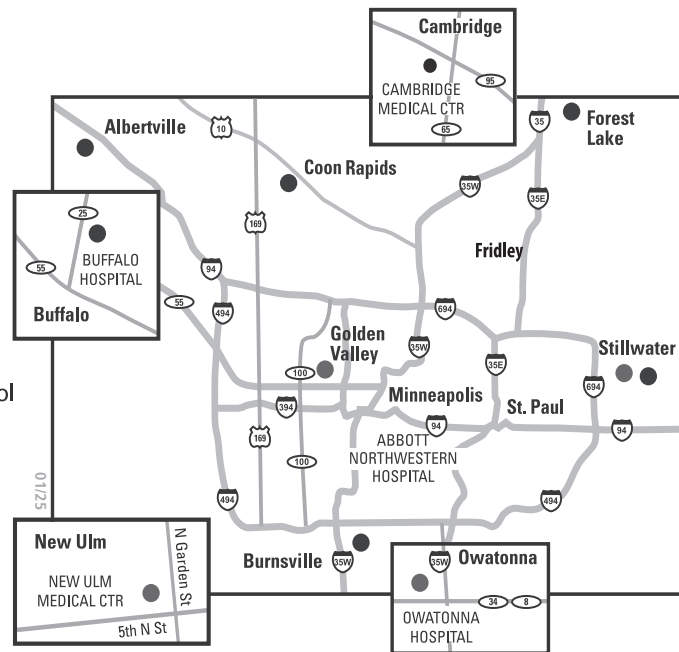 Cambridge
95
CAMBRIDGE
MEDICAL CTR
65
Albertville
10
35
Forest
Lake
Coon Rapids
35W
35E
169
25
BUFFALO
HOSPITAL
55
Buffalo
Fridley
94
55
494
694
Golden
Valley
100
35W
35E
Stillwater
694
ol
394
Minneapolis
St. Paul
94
94
169
100
ABBOTT
NORTHWESTERN
HOSPITAL
01/25
494
494
New Ulm
N Garden St
NEW ULM
MEDICAL CTR
5th N St
Burnsville
35W
35W
Owatonna
34
8
OWATONNA
HOSPITAL